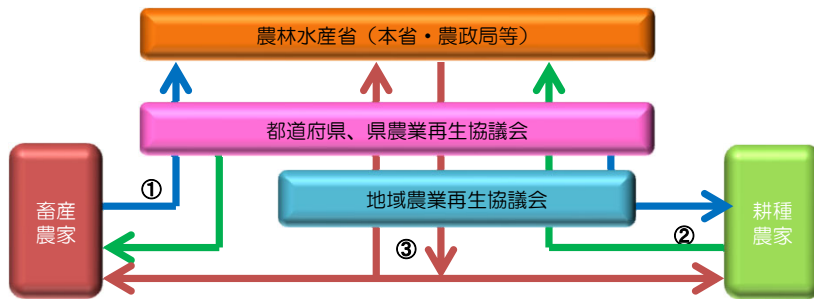 農林水産省（本省・農政局等）
都道府県、県農業再生協議会
①
畜産
農家
地域農業再生協議会
耕種
農家
②
③